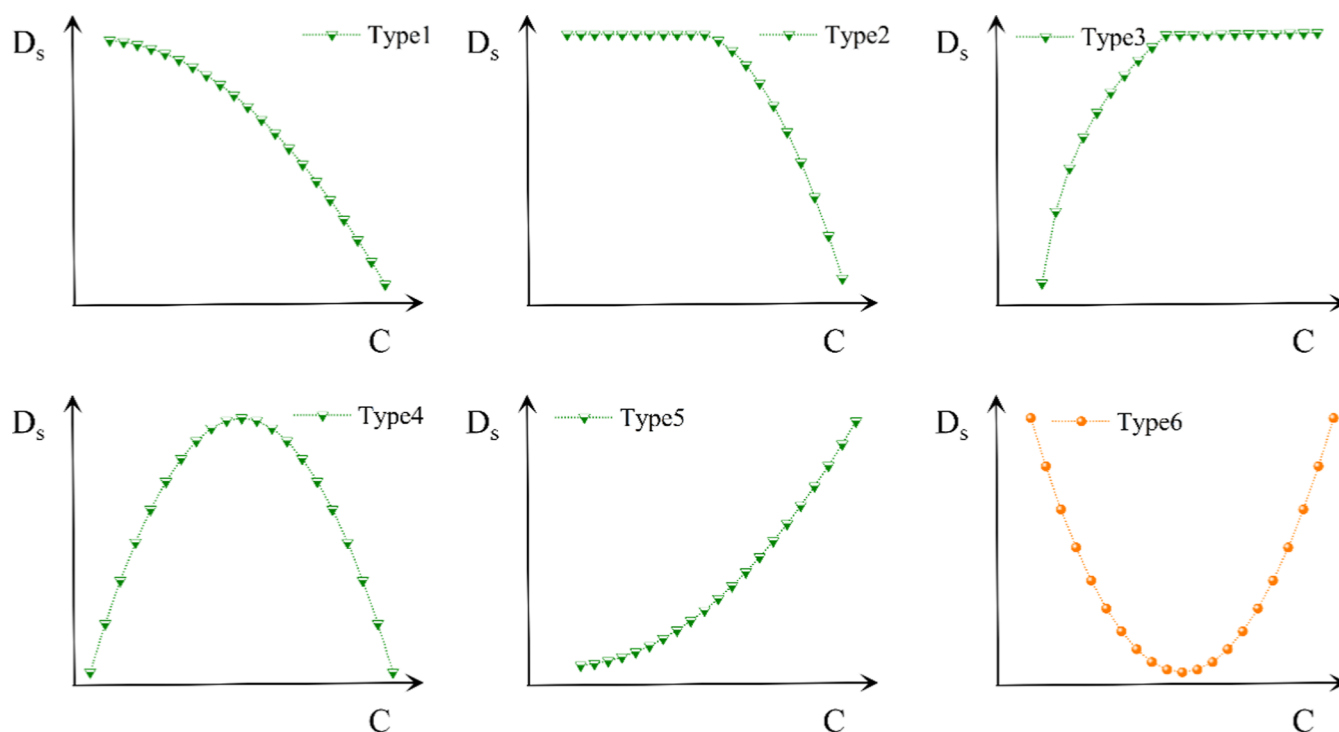 Dₛ Type1 Dₛ Type2 Dₛ Type3
C C C
Dₛ Type4 Dₛ Type5 Dₛ Type6
C C C